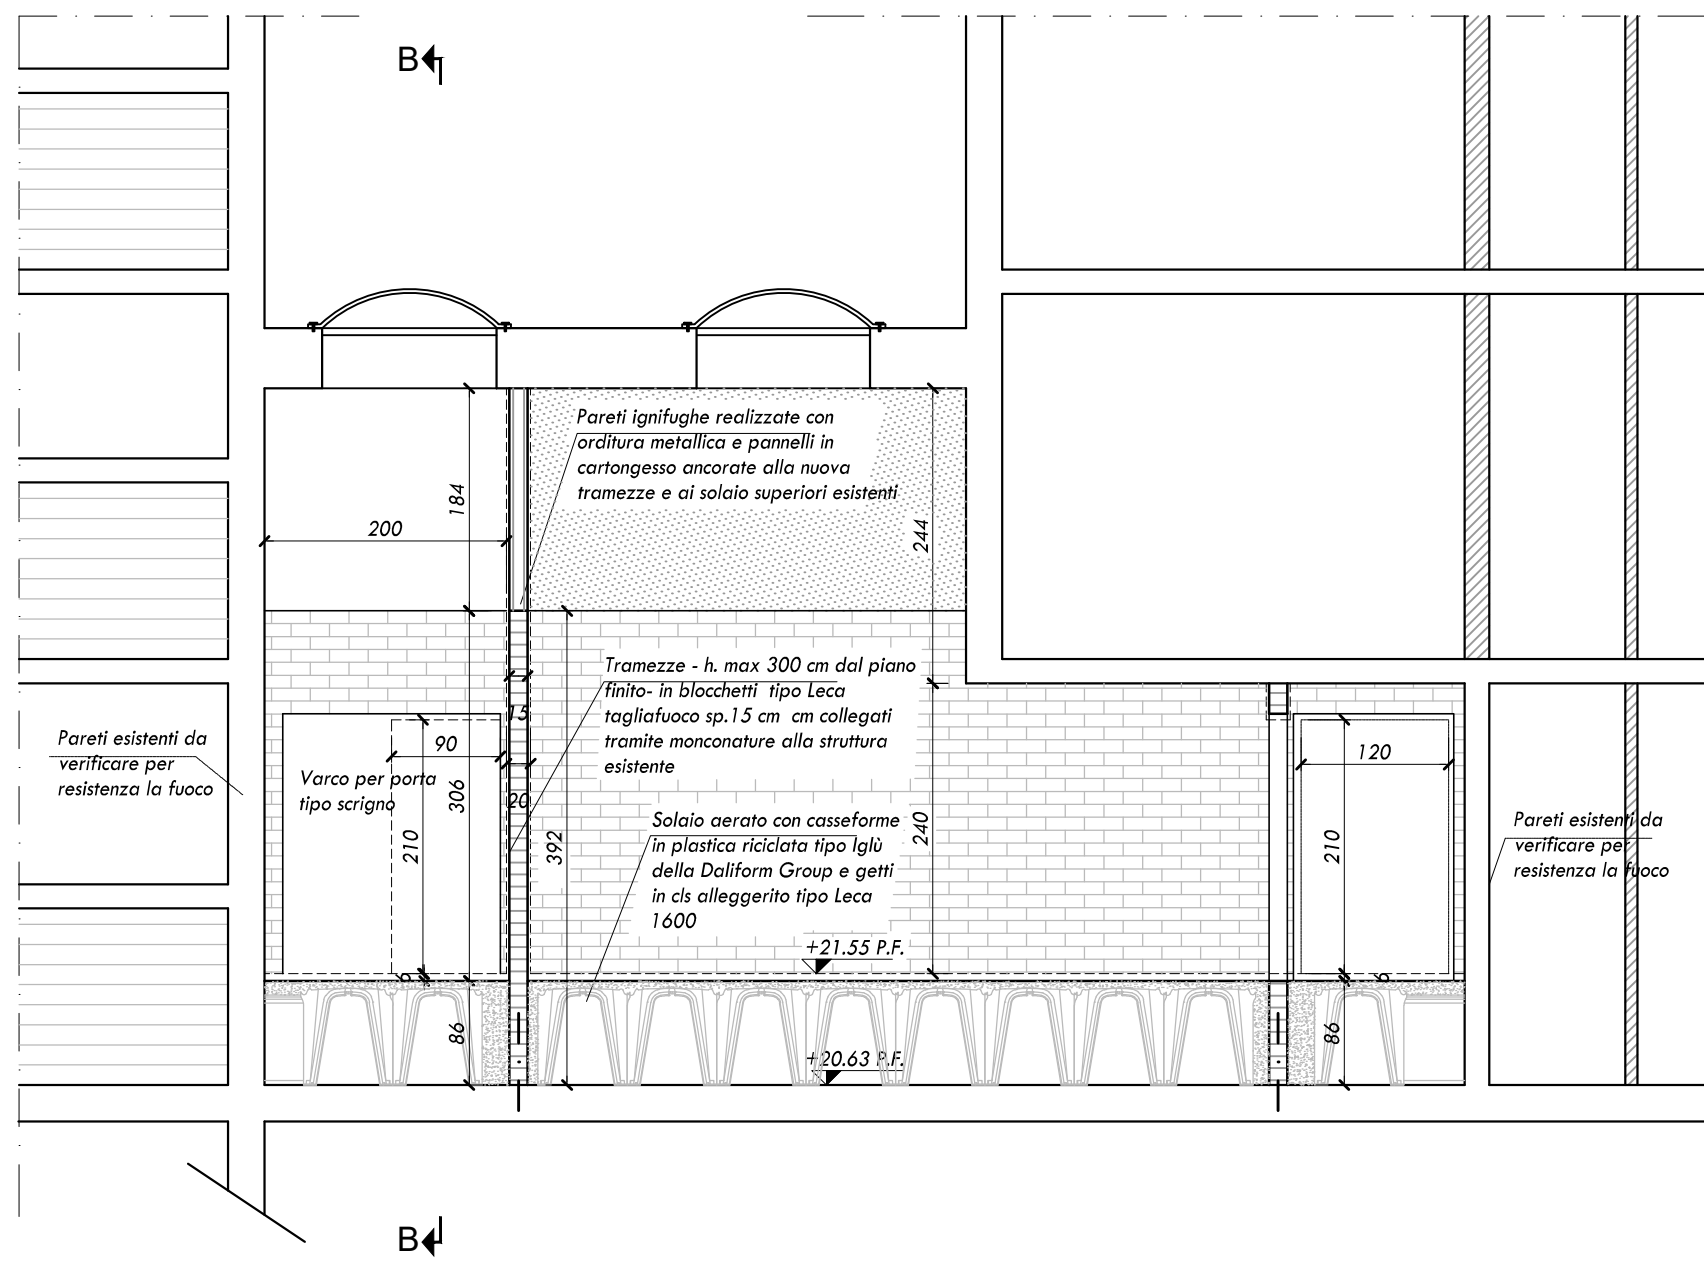 B
Pareti ignifughe realizzate con
orditura metallica e pannelli in
cartongesso ancorate alla nuova
tramezze e ai solaio superiori esistenti
184
200
244
Tramezze - h. max 300 cm dal piano
finito- in blocchetti tipo Leca
tagliafuoco sp.15 cm cm collegati
tramite monconature alla struttura
esistente
15
Pareti esistenti da
verificare per
resistenza la fuoco
90
Varco per porta
tipo scrigno
306
210
20
392
Solaio aerato con casseforme
in plastica riciclata tipo Iglù
della Daliform Group e getti
in cls alleggerito tipo Leca
1600
240
120
210
Pareti esistenti da
verificare per
resistenza la fuoco
+21.55 P.F.
6
6
86
+20.63 P.F.
86
B